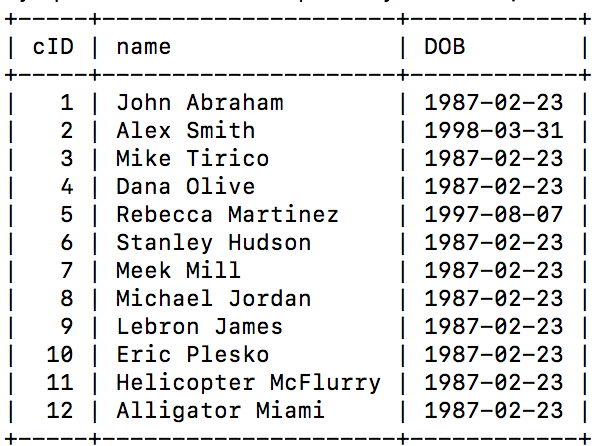 +-----+----------------------+------------+
| cID | name                 | DOB        |
+-----+----------------------+------------+
|   1 | John Abraham         | 1987-02-23 |
|   2 | Alex Smith           | 1998-03-31 |
|   3 | Mike Tirico          | 1987-02-23 |
|   4 | Dana Olive           | 1987-02-23 |
|   5 | Rebecca Martinez     | 1997-08-07 |
|   6 | Stanley Hudson       | 1987-02-23 |
|   7 | Meek Mill            | 1987-02-23 |
|   8 | Michael Jordan       | 1987-02-23 |
|   9 | Lebron James         | 1987-02-23 |
|  10 | Eric Plesko          | 1987-02-23 |
|  11 | Helicopter McFlurry  | 1987-02-23 |
|  12 | Alligator Miami      | 1987-02-23 |
+-----+----------------------+------------+